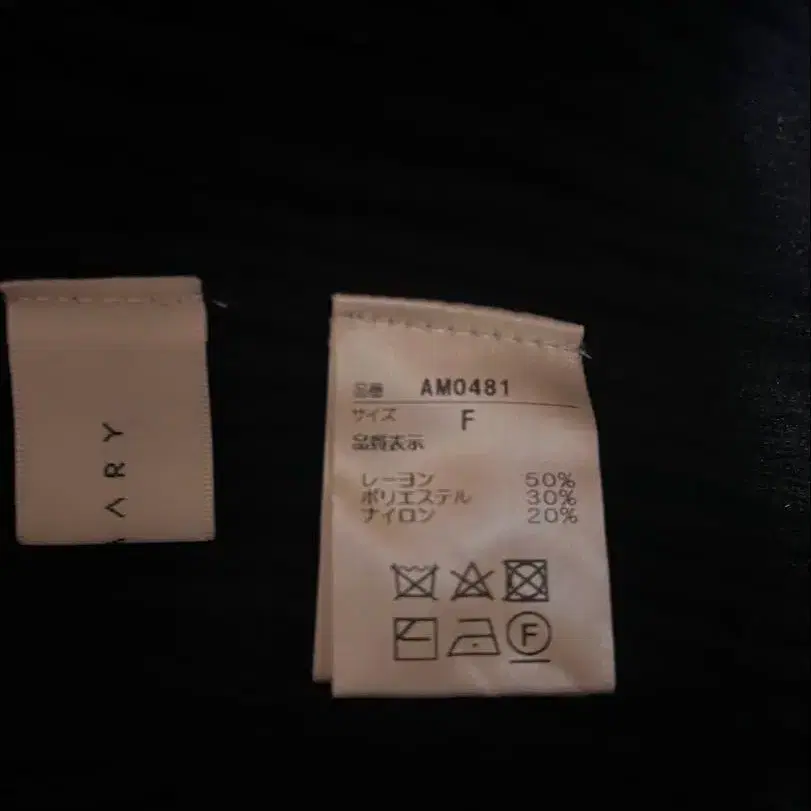 ARY
品番 AM0481
サイズ F
品質表示
レーヨン 50%
ポリエステル 30%
ナイロン 20%
F